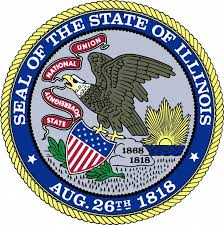 SEAL OF THE STATE OF ILLINOIS
UNION
NATIONAL
SOVEREIGNTY
STATE
1868
1818
AUG. 26TH 1818